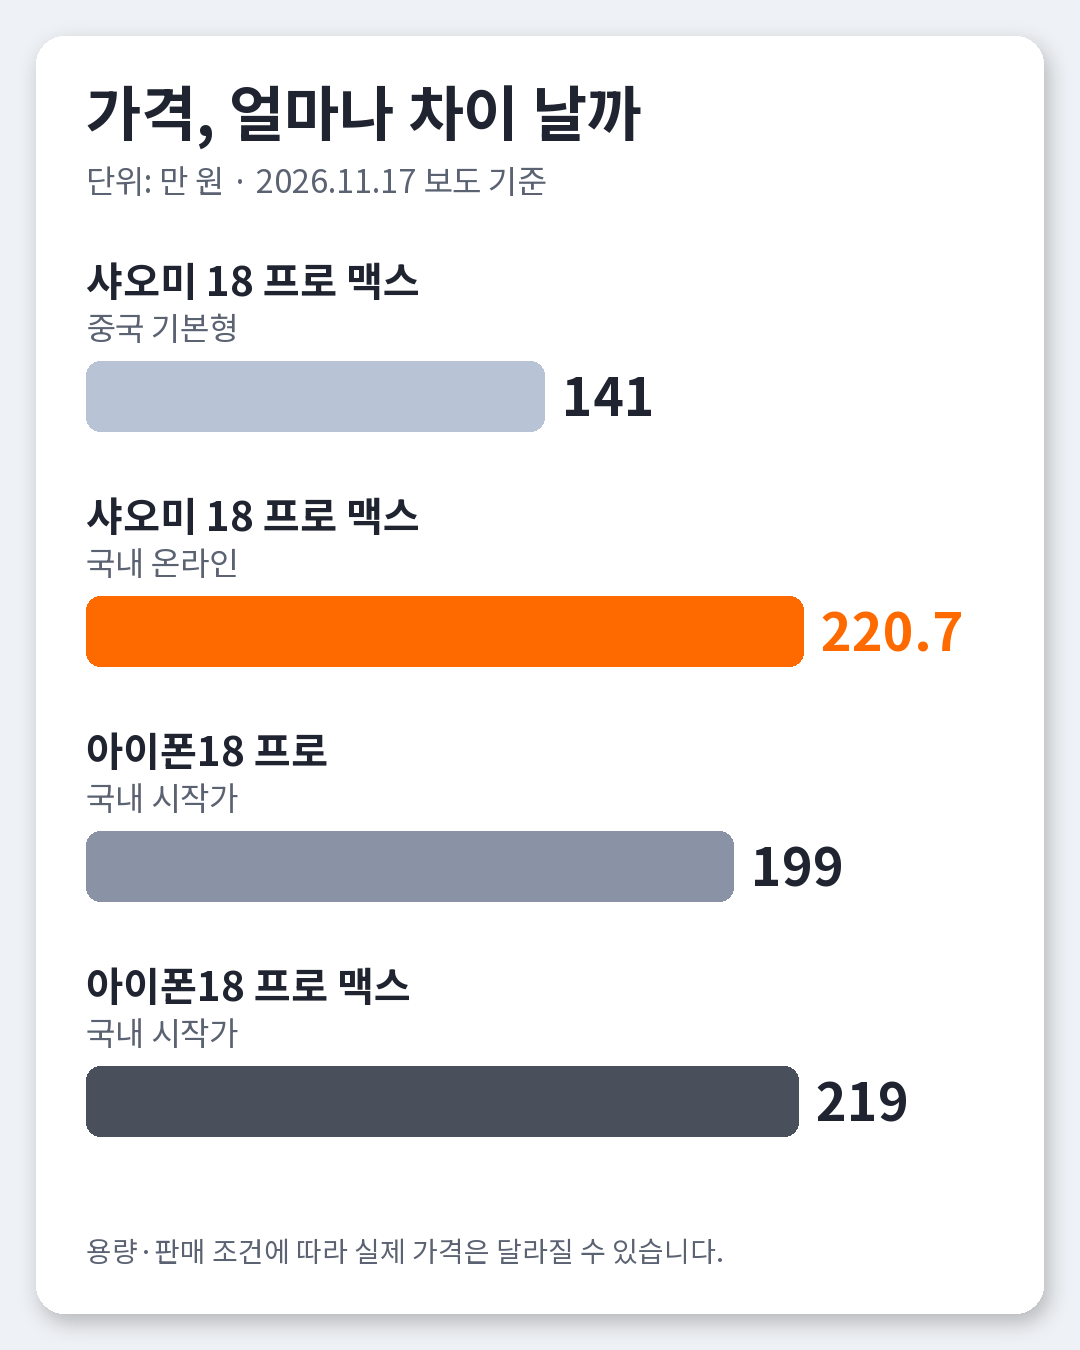 가격, 얼마나 차이 날까
단위: 만 원 · 2026.11.17 보도 기준
샤오미 18 프로 맥스
중국 기본형
141
샤오미 18 프로 맥스
국내 온라인
220.7
아이폰18 프로
국내 시작가
199
아이폰18 프로 맥스
국내 시작가
219
용량·판매 조건에 따라 실제 가격은 달라질 수 있습니다.